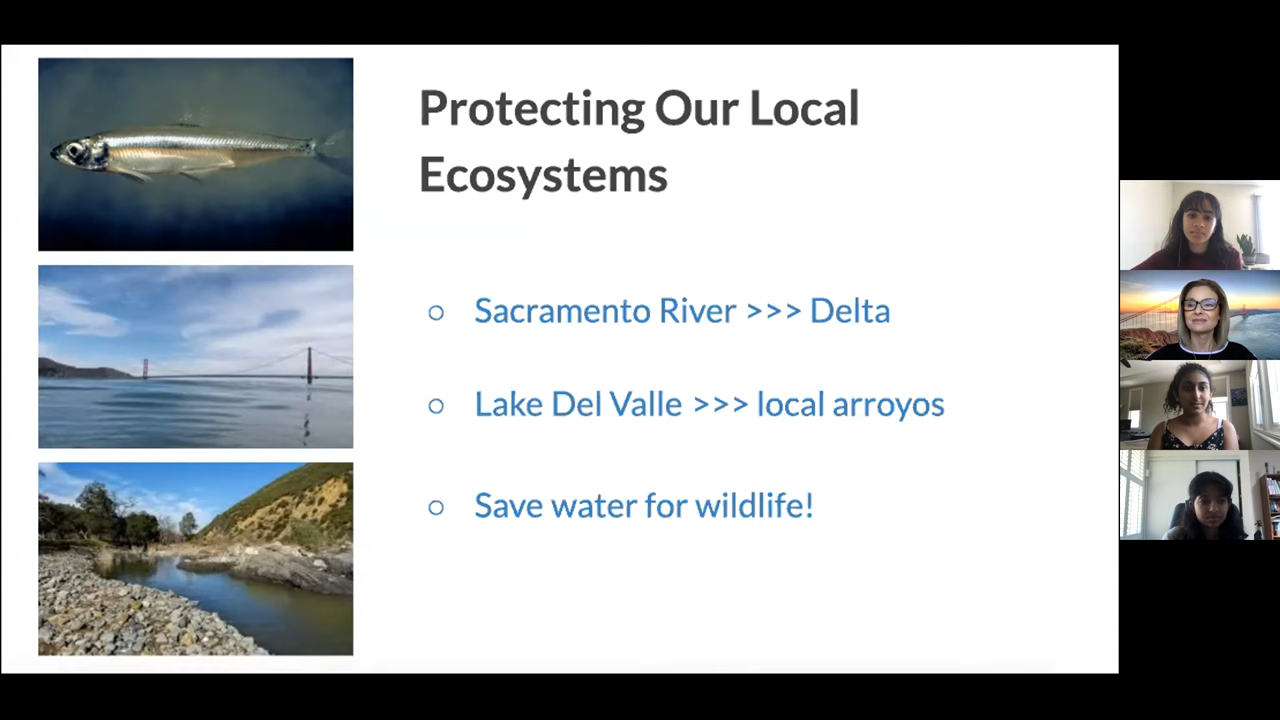 Protecting Our Local
Ecosystems
Sacramento River >>> Delta
Lake Del Valle >>> local arroyos
Save water for wildlife!